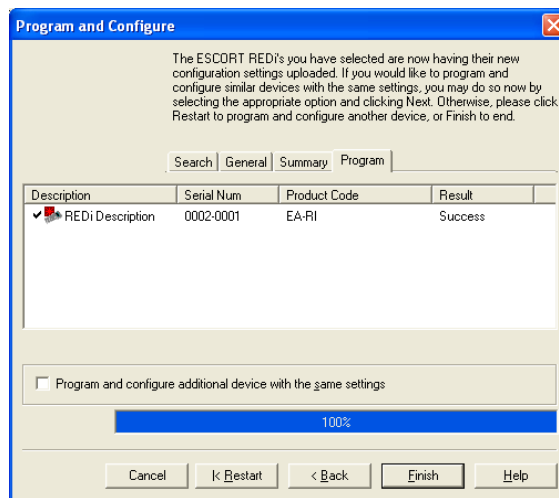 Program and Configure
The ESCORT REDi's you have selected are now having their new
configuration settings uploaded. If you would like to program and
configure similar devices with the same settings, you may do so now by
selecting the appropriate option and clicking Next. Otherwise, please click
Restart to program and configure another device, or Finish to end.
Search General Summary Program
Description Serial Num Product Code Result
REDi Description 0002-0001 EA-RI Success
Program and configure additional device with the same settings
100%
Cancel |< Restart < Back Finish Help